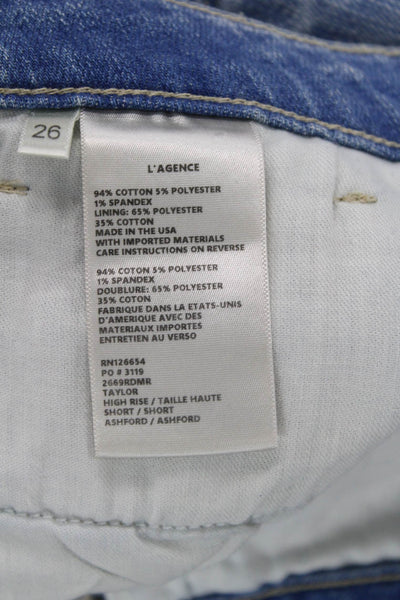 26
L'AGENCE
94% COTTON 5% POLYESTER
1% SPANDEX
LINING: 65% POLYESTER
35% COTTON
MADE IN THE USA
WITH IMPORTED MATERIALS
CARE INSTRUCTIONS ON REVERSE
94% COTON 5% POLYESTER
1% SPANDEX
DOUBLURE: 65% POLYESTER
35% COTON
FABRIQUE DANS LA ETATS-UNIS
D'AMERIQUE AVEC DES
MATERIAUX IMPORTES
ENTRETIEN AU VERSO
RN126654
PO # 3119
2669RDMR
TAYLOR
HIGH RISE / TAILLE HAUTE
SHORT / SHORT
ASHFORD / ASHFORD